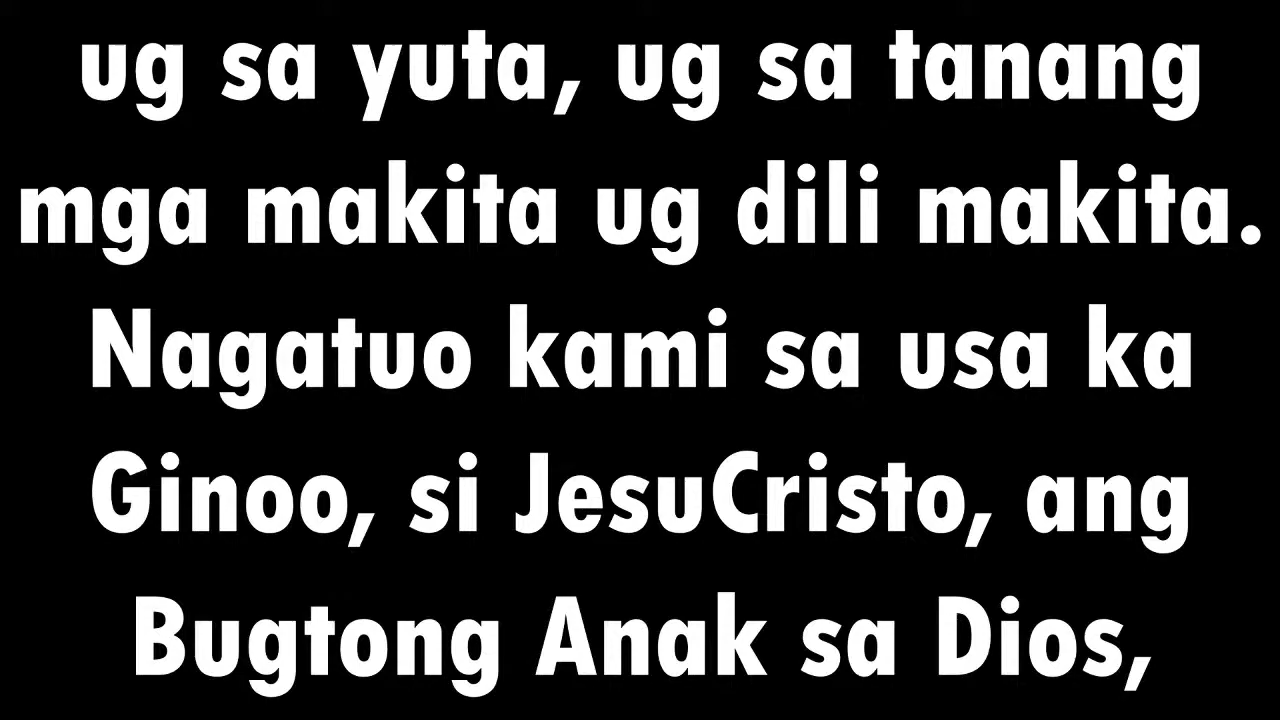 ug sa yuta, ug sa tanang
mga makita ug dili makita.
Nagatuo kami sa usa ka
Ginoo, si JesuCristo, ang
Bugtong Anak sa Dios,